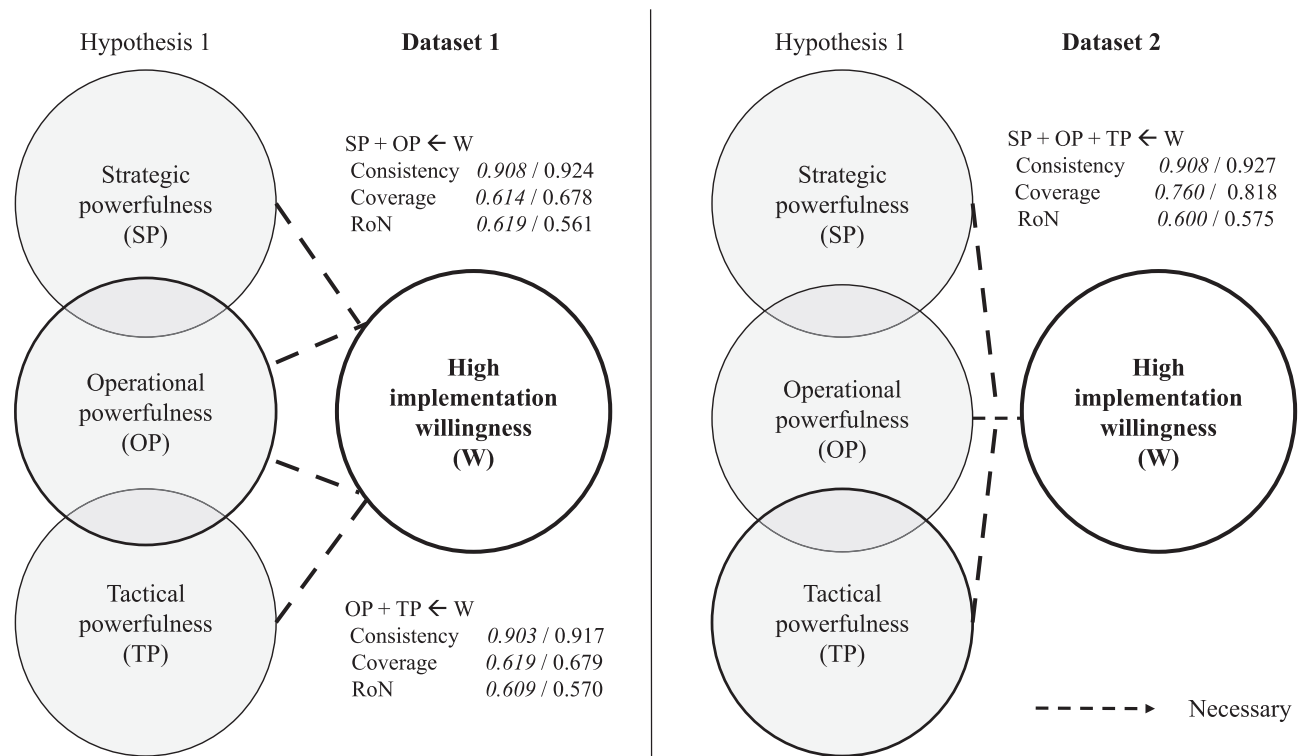 Hypothesis 1
Dataset 1
SP + OP ← W
Consistency 0.908 / 0.924
Coverage 0.614 / 0.678
RoN 0.619 / 0.561
Strategic
powerfulness
(SP)
Operational
powerfulness
(OP)
Tactical
powerfulness
(TP)
High
implementation
willingness
(W)
OP + TP ← W
Consistency 0.903 / 0.917
Coverage 0.619 / 0.679
RoN 0.609 / 0.570
Hypothesis 1
Dataset 2
SP + OP + TP ← W
Consistency 0.908 / 0.927
Coverage 0.760 / 0.818
RoN 0.600 / 0.575
Strategic
powerfulness
(SP)
Operational
powerfulness
(OP)
Tactical
powerfulness
(TP)
High
implementation
willingness
(W)
Necessary